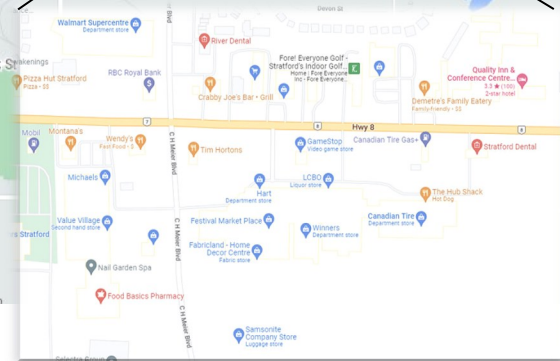 Devon St
Walmart Supercentre
Department store
Blvd
River Dental
Fore! Everyone Golf -
Stratford's Indoor Golf...
Home | Fore Everyone
Inc - Fore Everyone...
Quality Inn &
Conference Centre...
3.3 ★ (100)
2-star hotel
Pizza Hut Stratford
Pizza • $$
RBC Royal Bank
Crabby Joe's Bar • Grill
Demetre's Family Eatery
Family-Friendly • $$
7
8
Hwy 8
8
Mobil
Montana's
Wendy's
Fast Food • $
C H Meier Blvd
Tim Hortons
GameStop
Video game store
Canadian Tire Gas+
Stratford Dental
Michaels
Hart
Department store
LCBO
Liquor store
The Hub Shack
Hot Dog
Value Village
Second hand store
C H Meier Blvd
Festival Market Place
Winners
Department store
Canadian Tire
Department store
Stratford
Fabricland - Home
Decor Centre
Fabric store
Nail Garden Spa
Food Basics Pharmacy
C H Meier Blvd
Samsonite
Company Store
Luggage store